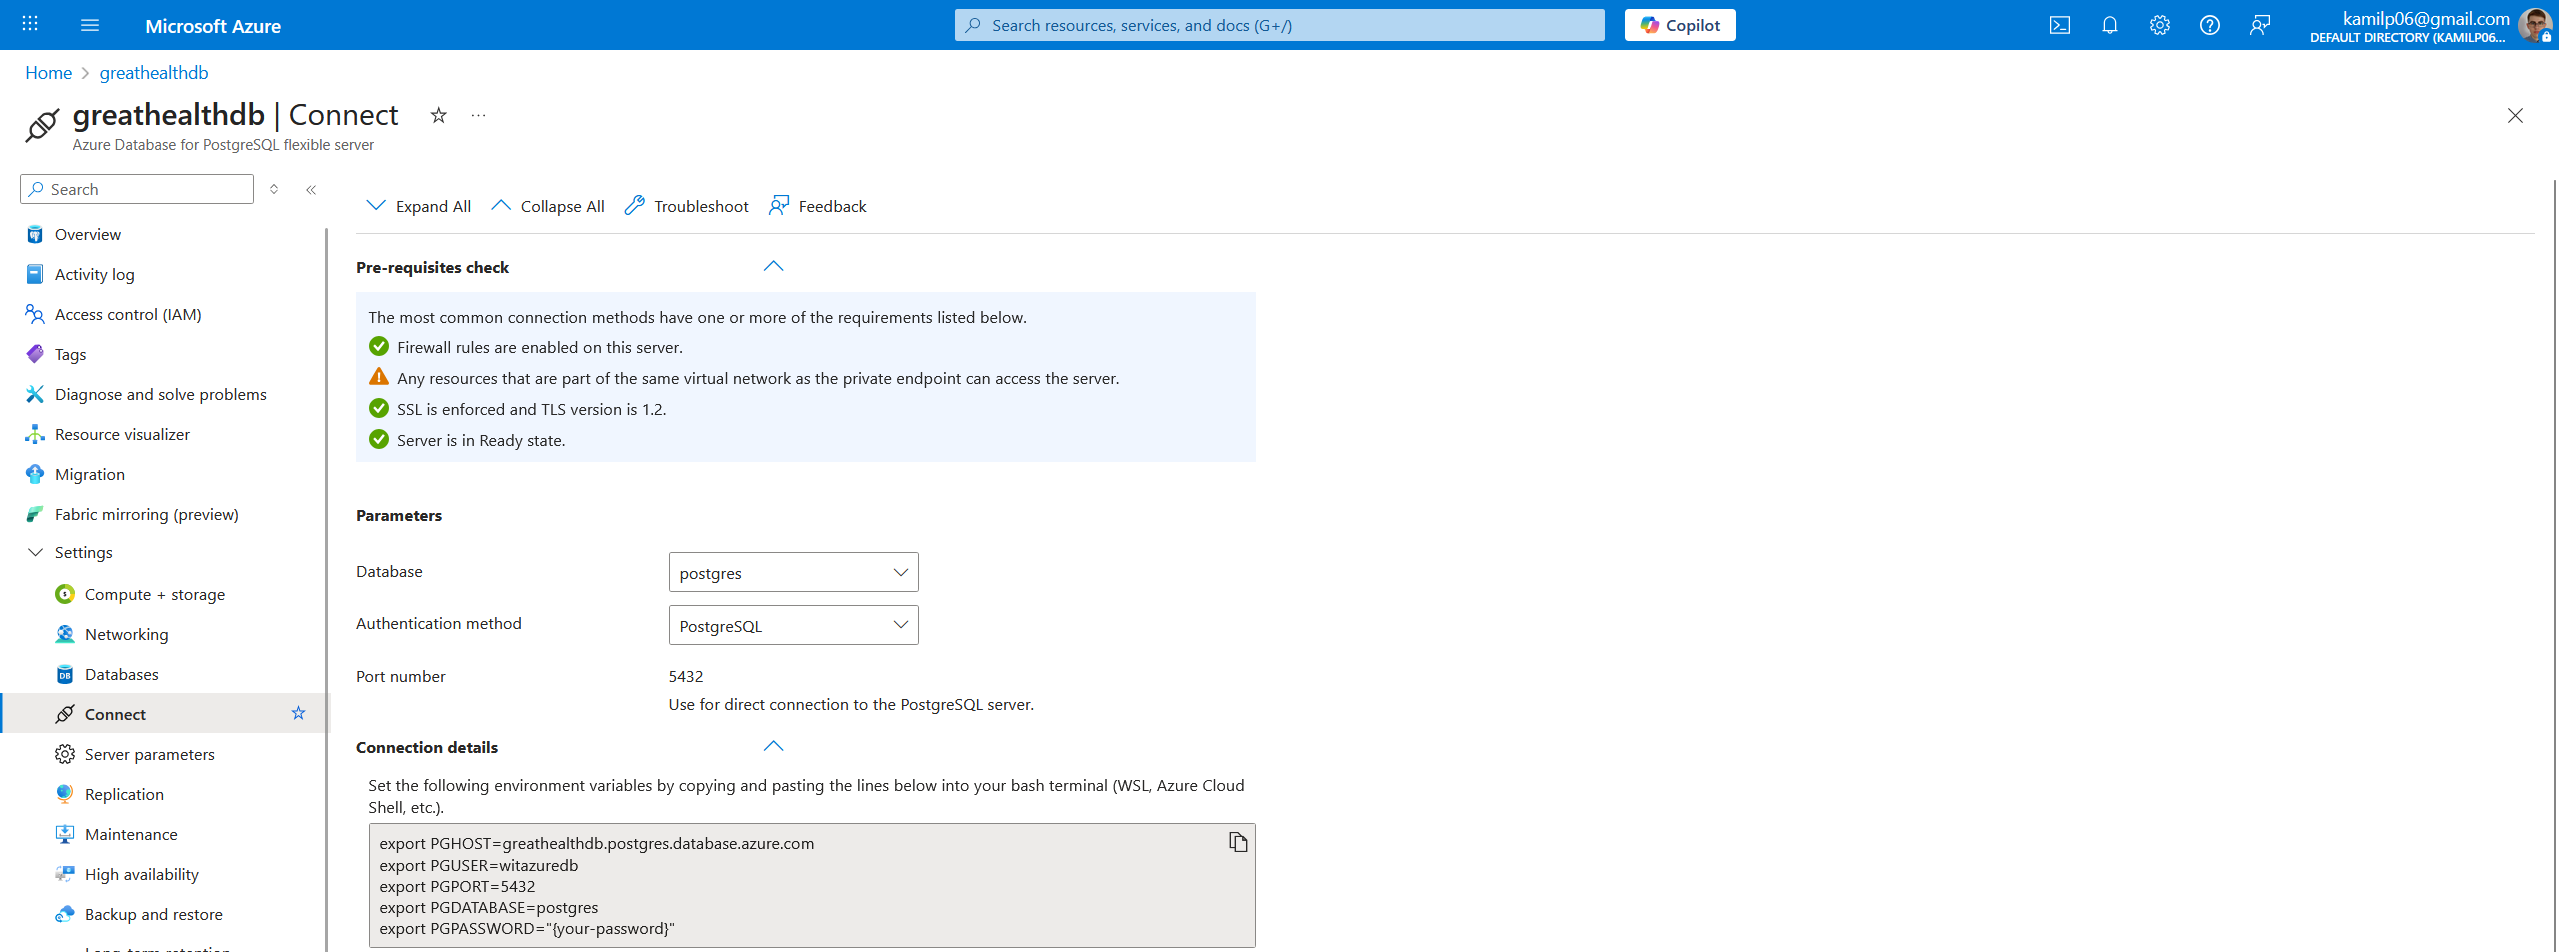 Microsoft Azure
Search resources, services, and docs (G+/)
Copilot
kamilp06@gmail.com
DEFAULT DIRECTORY (KAMILP06...
Home
greathealthdb
greathealthdb | Connect
Azure Database for PostgreSQL flexible server
Search
Overview
Activity log
Access control (IAM)
Tags
Diagnose and solve problems
Resource visualizer
Migration
Fabric mirroring (preview)
Settings
Compute + storage
Networking
Databases
Connect
Server parameters
Replication
Maintenance
High availability
Backup and restore
Long-term retention
Expand All
Collapse All
Troubleshoot
Feedback
Pre-requisites check
The most common connection methods have one or more of the requirements listed below.
Firewall rules are enabled on this server.
Any resources that are part of the same virtual network as the private endpoint can access the server.
SSL is enforced and TLS version is 1.2.
Server is in Ready state.
Parameters
Database
postgres
Authentication method
PostgreSQL
Port number
5432
Use for direct connection to the PostgreSQL server.
Connection details
Set the following environment variables by copying and pasting the lines below into your bash terminal (WSL, Azure Cloud
Shell, etc.).
export PGHOST=greathealthdb.postgres.database.azure.com
export PGUSER=witazuredb
export PGPORT=5432
export PGDATABASE=postgres
export PGPASSWORD="{your-password}"